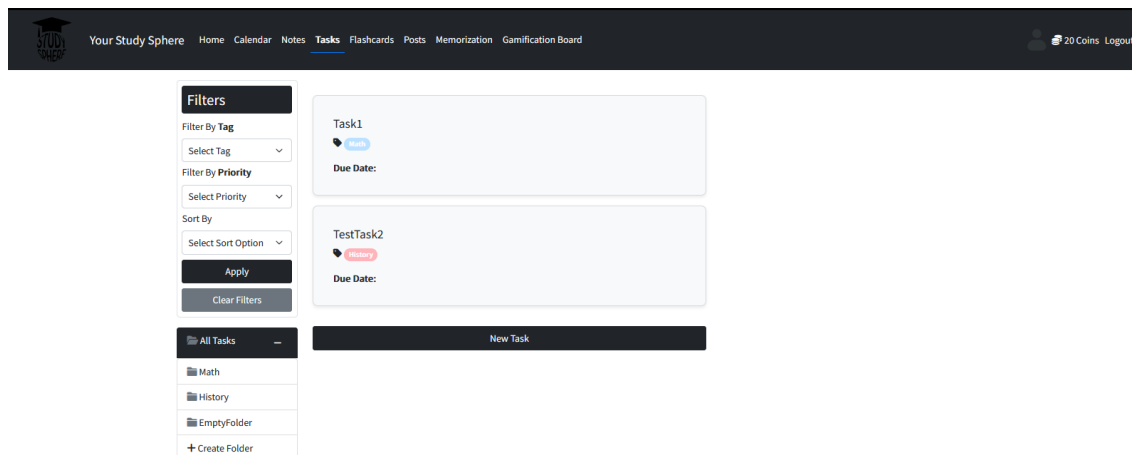 STUDY
SPHERE
Your Study Sphere Home Calendar Notes Tasks Flashcards Posts Memorization Gamification Board
20 Coins Logout
Filters
Filter By Tag
Select Tag
Filter By Priority
Select Priority
Sort By
Select Sort Option
Apply
Clear Filters
All Tasks
Math
History
EmptyFolder
+ Create Folder
Task1
Math
Due Date:
TestTask2
History
Due Date:
New Task